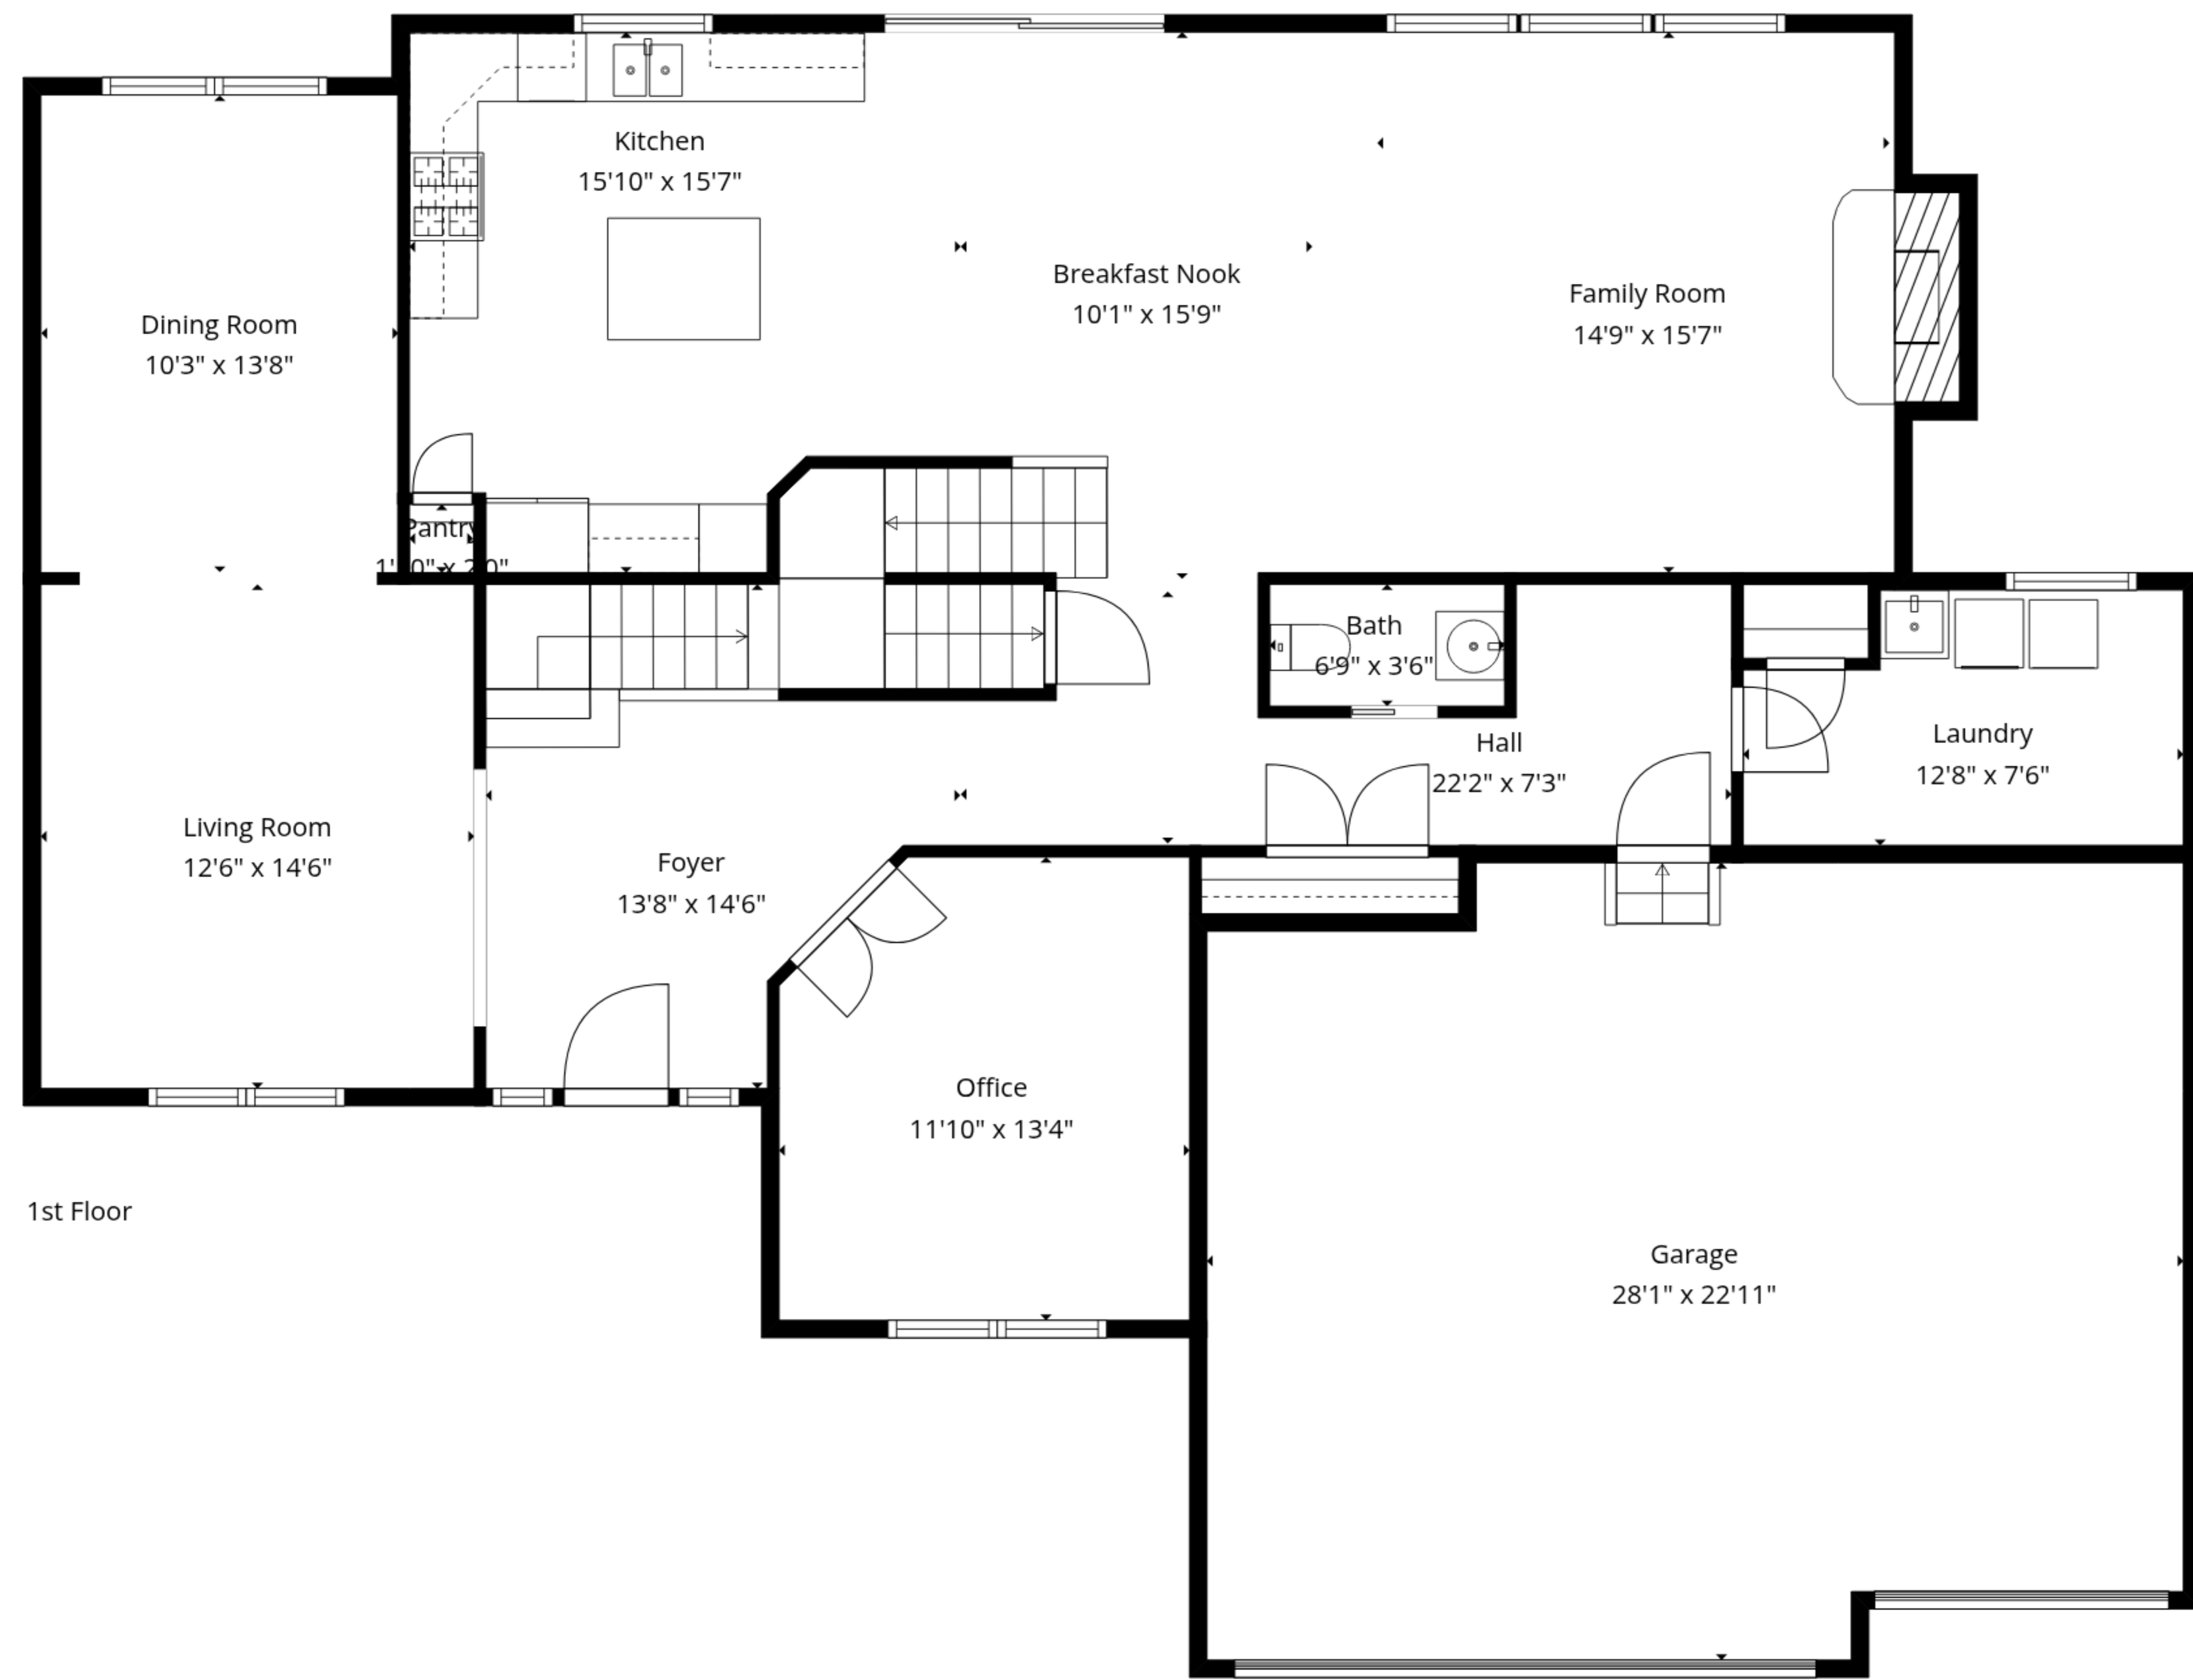 Kitchen
15'10" x 15'7"
Breakfast Nook
10'1" x 15'9"
Family Room
14'9" x 15'7"
Dining Room
10'3" x 13'8"
Pantry
Bath
6'9" x 3'6"
Hall
22'2" x 7'3"
Laundry
12'8" x 7'6"
Living Room
12'6" x 14'6"
Foyer
13'8" x 14'6"
Office
11'10" x 13'4"
1st Floor
Garage
28'1" x 22'11"